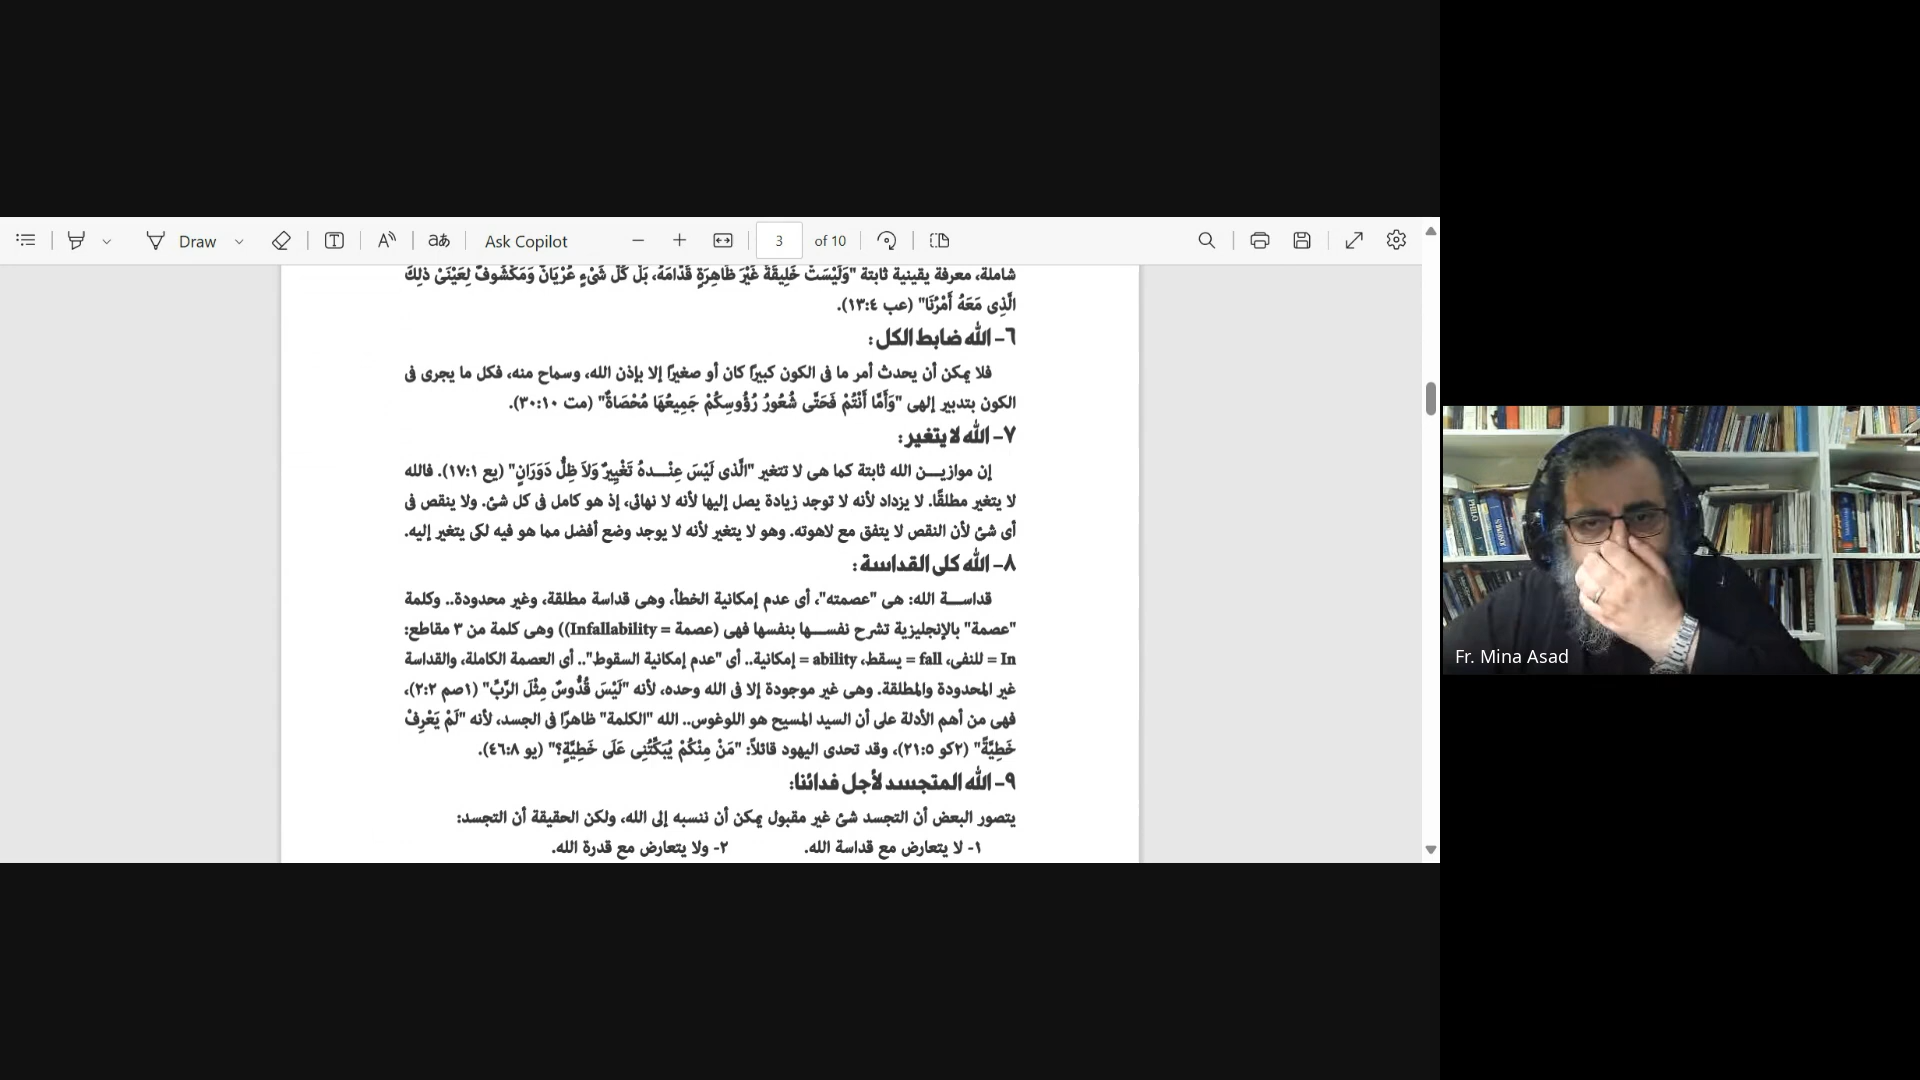 Draw
Ask Copilot
3 of 10
شاملة، معرفة يقينية ثابتة "وَلَيْسَتْ خَلِيقَةٌ غَيْرَ ظَاهِرَةٍ قُدَّامَهُ، بَلْ كُلُّ شَىْءٍ عُرْيَانٌ وَمَكْشُوفٌ لِعَيْنَىْ ذلِكَ
الَّذِى مَعَهُ أَمْرُنَا" (عب ١٣:٤).
٦- الله ضابط الكل:
فلا يمكن أن يحدث أمر ما فى الكون كبيرًا كان أو صغيرًا إلا بإذن الله، وسماح منه، فكل ما يجرى فى
الكون بتدبير إلهى "وَأَمَّا أَنْتُمْ فَحَتَّى شُعُورُ رُؤُوسِكُمْ جَمِيعُهَا مُحْصَاةٌ" (مت ٣٠:١٠).
٧- الله لا يتغير:
إن موازيـــن الله ثابتة كما هى لا تتغير "الَّذى لَيْسَ عِنْـــدهُ تَغْيِيرٌ وَلاَ ظِلُّ دَوَرَانٍ" (يع ١٧:١). فالله
لا يتغير مطلقًا. لا يزداد لأنه لا توجد زيادة يصل إليها لأنه لا نهائى، إذ هو كامل فى كل شئ. ولا ينقص فى
أى شئ لأن النقص لا يتفق مع لاهوته. وهو لا يتغير لأنه لا يوجد وضع أفضل مما هو فيه لكى يتغير إليه.
٨- الله كلى القداسة:
قداســـة الله: هى "عصمته"، أى عدم إمكانية الخطأ، وهى قداسة مطلقة، وغير محدودة.. وكلمة
"عصمة" بالإنجليزية تشرح نفســـها بنفسها فهى (عصمة = Infallability)) وهى كلمة من ٣ مقاطع:
In = للنفى، fall = يسقط، ability = إمكانية.. أى "عدم إمكانية السقوط".. أى العصمة الكاملة، والقداسة
غير المحدودة والمطلقة. وهى غير موجودة إلا فى الله وحده، لأنه "لَيْسَ قُدُّوسٌ مِثْلَ الرَّبِّ" (١صم ٢:٢)،
فهى من أهم الأدلة على أن السيد المسيح هو اللوغوس.. الله "الكلمة" ظاهرًا فى الجسد، لأنه "لَمْ يَعْرِفْ
خَطِيَّةً" (٢كو ٢١:٥)، وقد تحدى اليهود قائلاً: "مَنْ مِنْكُمْ يُبَكِّتُنِى عَلَى خَطِيَّةٍ؟" (يو ٤٦:٨).
٩- الله المتجسد لأجل فدائنا:
يتصور البعض أن التجسد شئ غير مقبول يمكن أن ننسبه إلى الله، ولكن الحقيقة أن التجسد:
١- لا يتعارض مع قداسة الله. ٢- ولا يتعارض مع قدرة الله.
Fr. Mina Asad